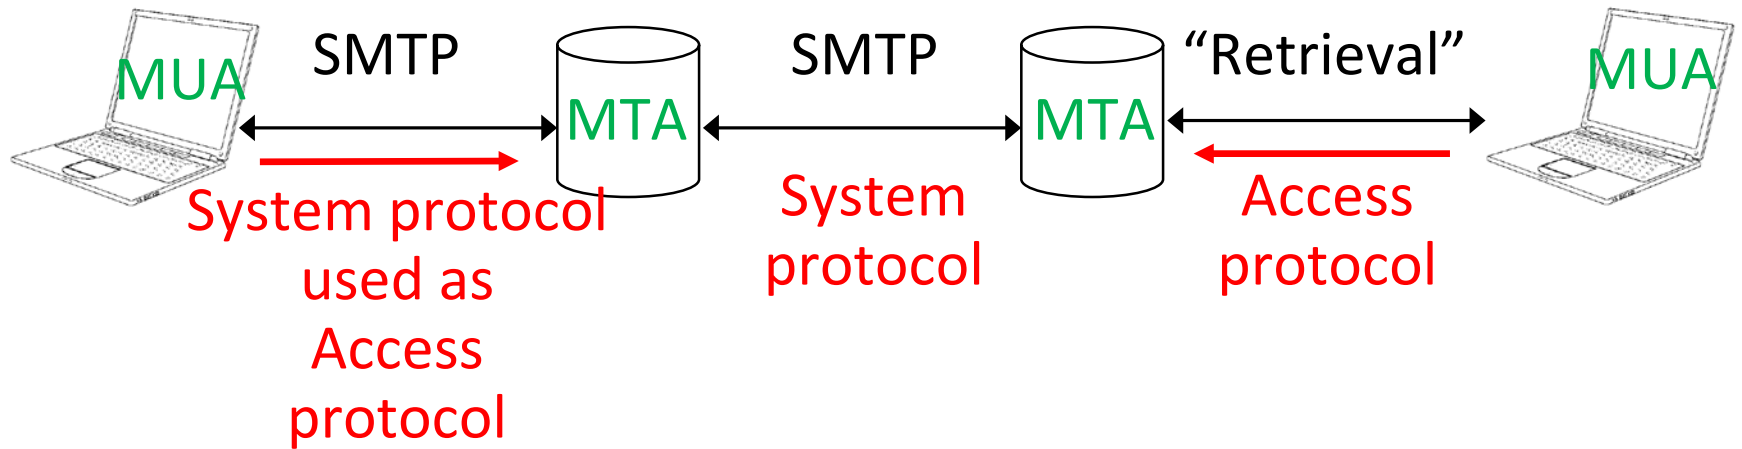 MUA
SMTP
MTA
SMTP
MTA
“Retrieval”
MUA
System protocol
used as
Access
protocol
System
protocol
Access
protocol